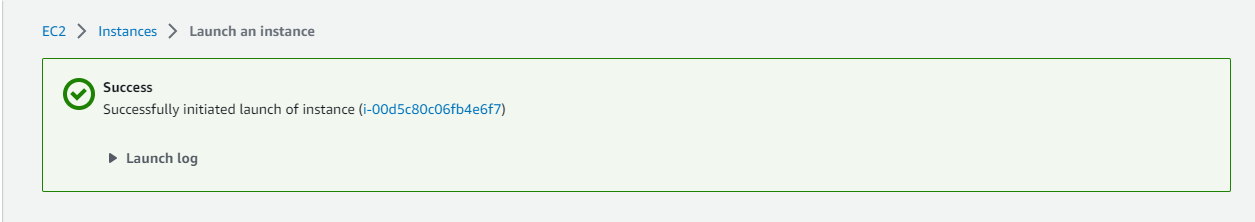 EC2 Instances Launch an instance
Success
Successfully initiated launch of instance (i-00d5c80c06fb4e6f7)
Launch log